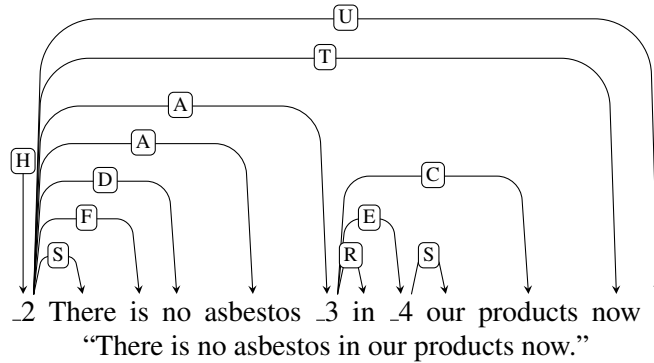 U
T
A
A
H
D
C
F
E
S
R
S
_2 There is no asbestos _3 in _4 our products now
“There is no asbestos in our products now.”